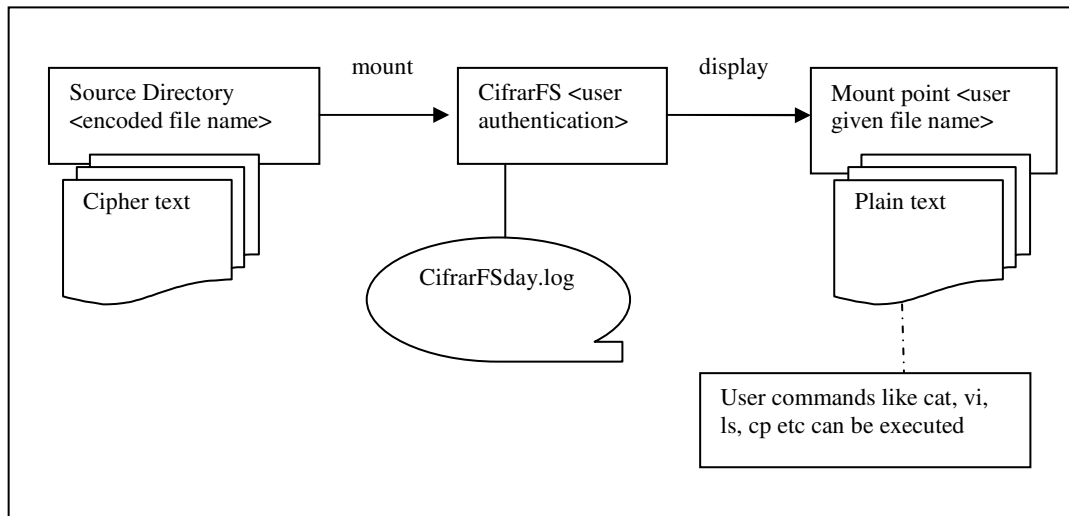 mount
display
Source Directory
<encoded file name>
CifrarFS <user
authentication>
Mount point <user
given file name>
Cipher text
Plain text
CifrarFSday.log
User commands like cat, vi,
ls, cp etc can be executed